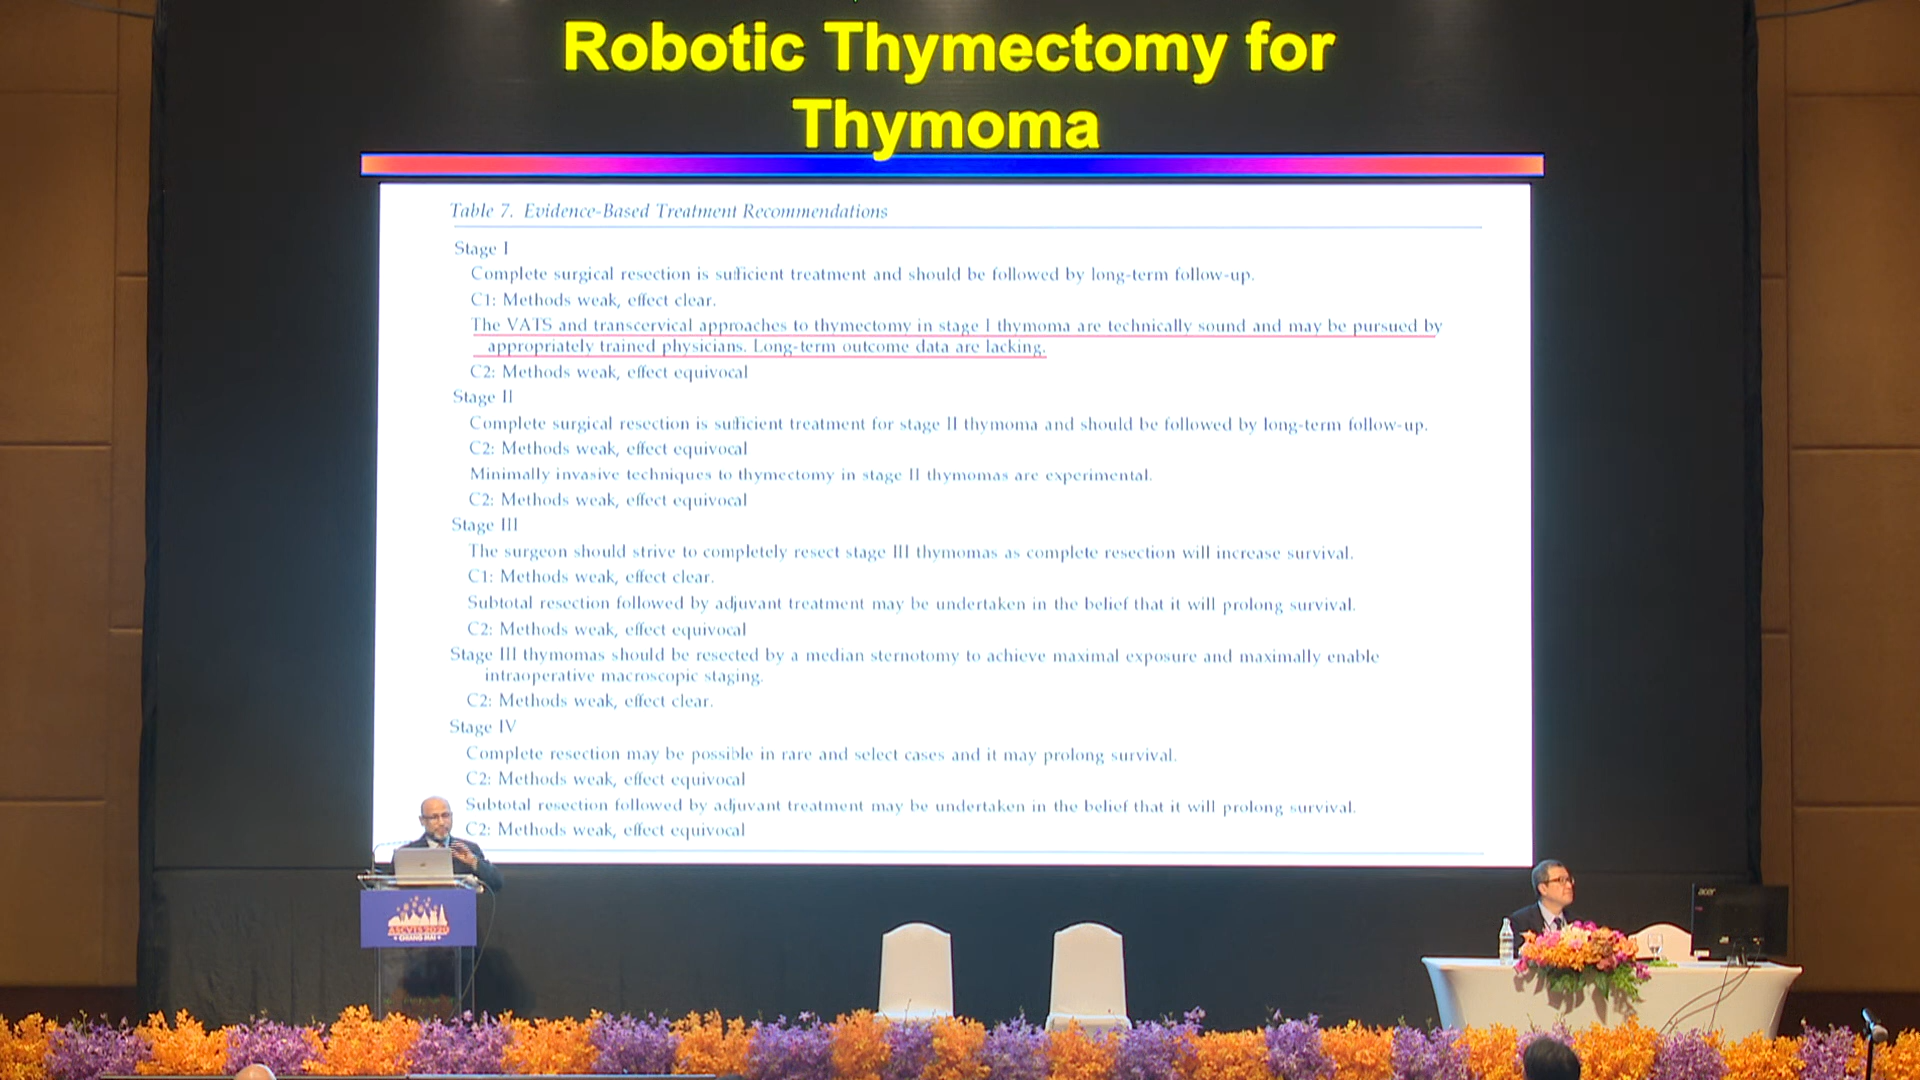 Robotic Thymectomy for
Thymoma
Table 7. Evidence-Based Treatment Recommendations
Stage I
Complete surgical resection is sufficient treatment and should be followed by long-term follow-up.
C1: Methods weak, effect clear.
The VATS and transcervical approaches to thymectomy in stage I thymoma are technically sound and may be pursued by
appropriately trained physicians. Long-term outcome data are lacking.
C2: Methods weak, effect equivocal
Stage II
Complete surgical resection is sufficient treatment for stage II thymoma and should be followed by long-term follow-up.
C2: Methods weak, effect equivocal
Minimally invasive techniques to thymectomy in stage II thymomas are experimental.
C2: Methods weak, effect equivocal
Stage III
The surgeon should strive to completely resect stage III thymomas as complete resection will increase survival.
C1: Methods weak, effect clear.
Subtotal resection followed by adjuvant treatment may be undertaken in the belief that it will prolong survival.
C2: Methods weak, effect equivocal
Stage III thymomas should be resected by a median sternotomy to achieve maximal exposure and maximally enable
intraoperative macroscopic staging.
C2: Methods weak, effect clear.
Stage IV
Complete resection may be possible in rare and select cases and it may prolong survival.
C2: Methods weak, effect equivocal
Subtotal resection followed by adjuvant treatment may be undertaken in the belief that it will prolong survival.
C2: Methods weak, effect equivocal
ASCVTS 2020
CHIANG MAI
acer